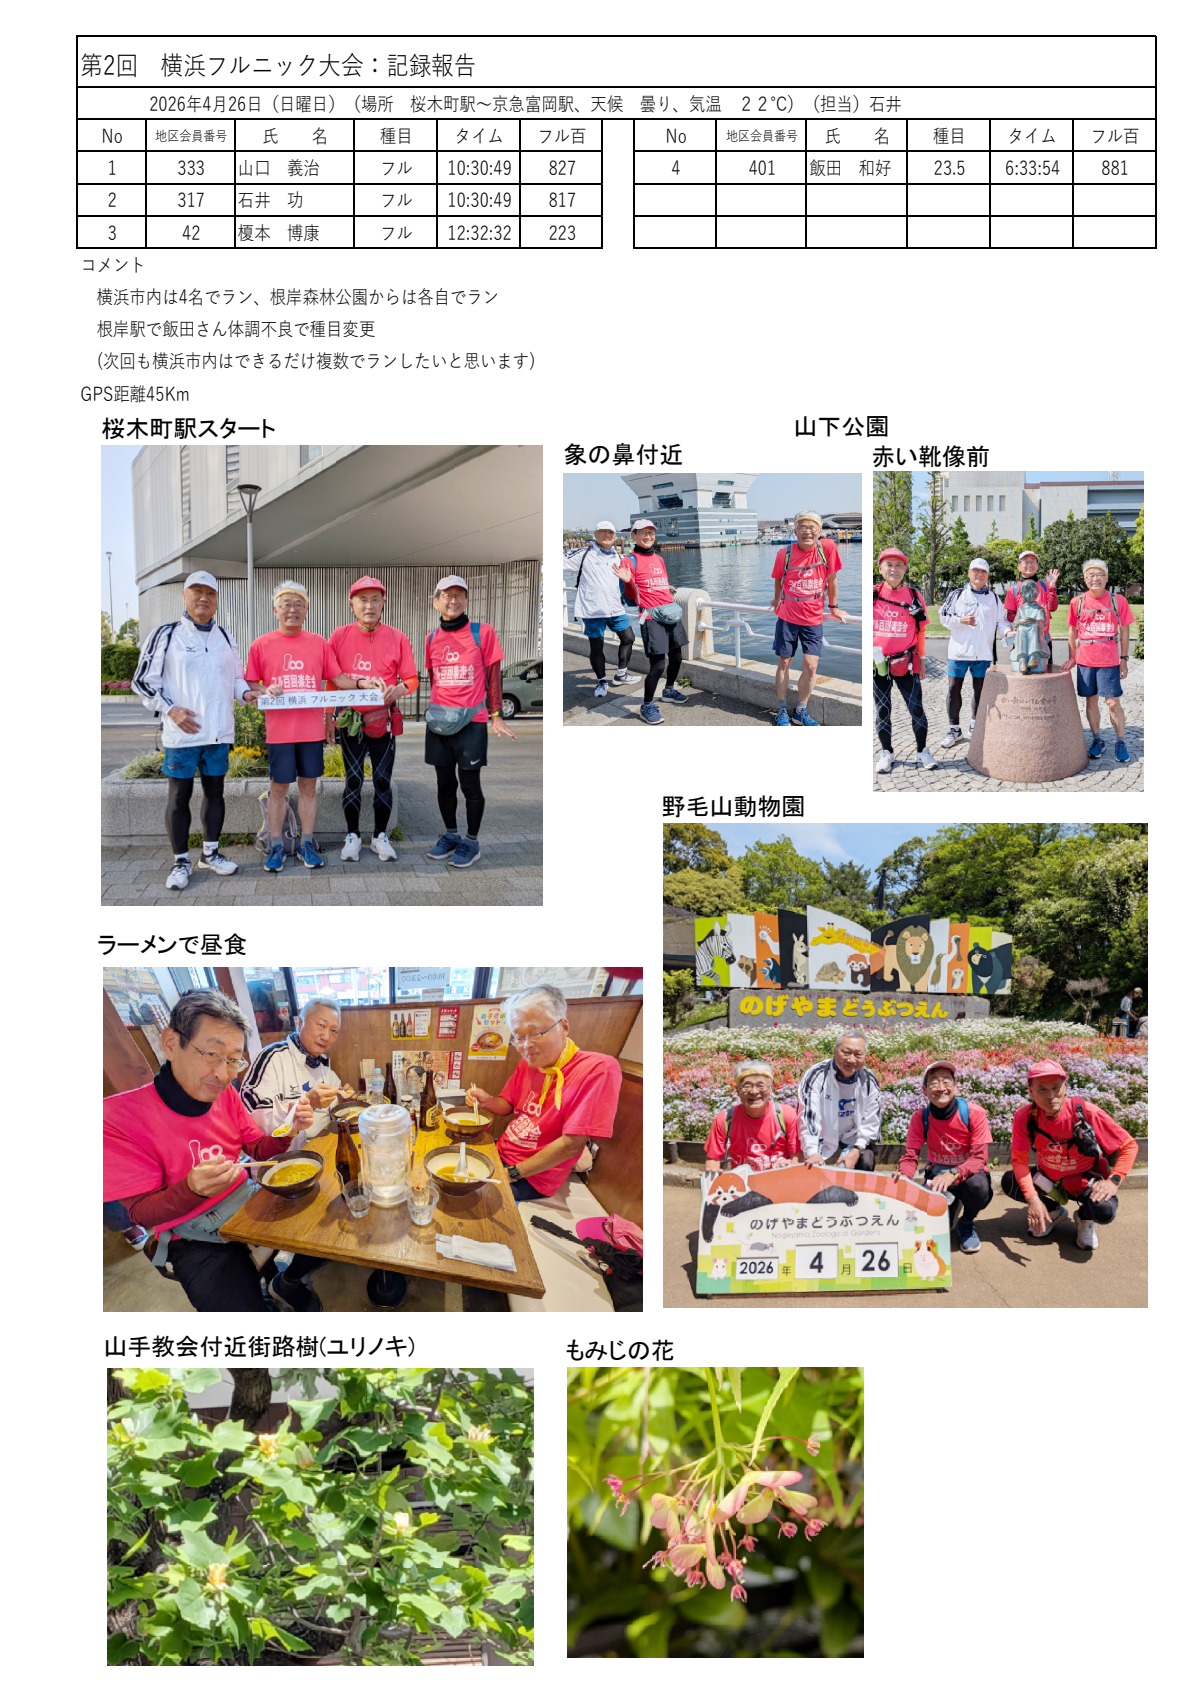 第2回　横浜フルニック大会：記録報告
2026年4月26日（日曜日）（場所　桜木町駅～京急富岡駅、天候　曇り、気温　２２℃）（担当）石井
No 地区会員番号 氏　　名 種目 タイム フル百 No 地区会員番号 氏　　名 種目 タイム フル百
1 333 山口　義治 フル 10:30:49 827 4 401 飯田　和好 23.5 6:33:54 881
2 317 石井　功 フル 10:30:49 817
3 42 榎本　博康 フル 12:32:32 223
コメント
横浜市内は4名でラン、根岸森林公園からは各自でラン
根岸駅で飯田さん体調不良で種目変更
(次回も横浜市内はできるだけ複数でランしたいと思います)
GPS距離45Km
桜木町駅スタート
象の鼻付近
山下公園
赤い靴像前
100
フル百回楽走会
第2回 横浜 フルニック 大会
野毛山動物園
のげやまどうぶつえん
のげやまどうぶつえん
Nogeyama Zoological Gardens
2026 年 4 月 26 日
ラーメンで昼食
山手教会付近街路樹(ユリノキ)
もみじの花